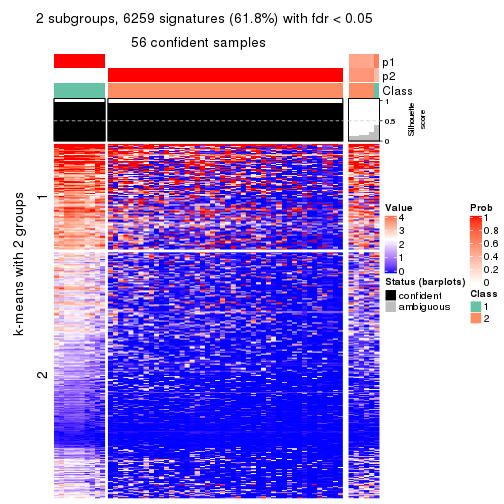 2 subgroups, 6259 signatures (61.8%) with fdr < 0.05
56 confident samples
p1
p2
Class
1
0.5
0
Silhouette
score
k-means with 2 groups
1
2
Value
4
3
2
1
0
Status (barplots)
confident
ambiguous
Prob
1
0.8
0.6
0.4
0.2
0
Class
1
2